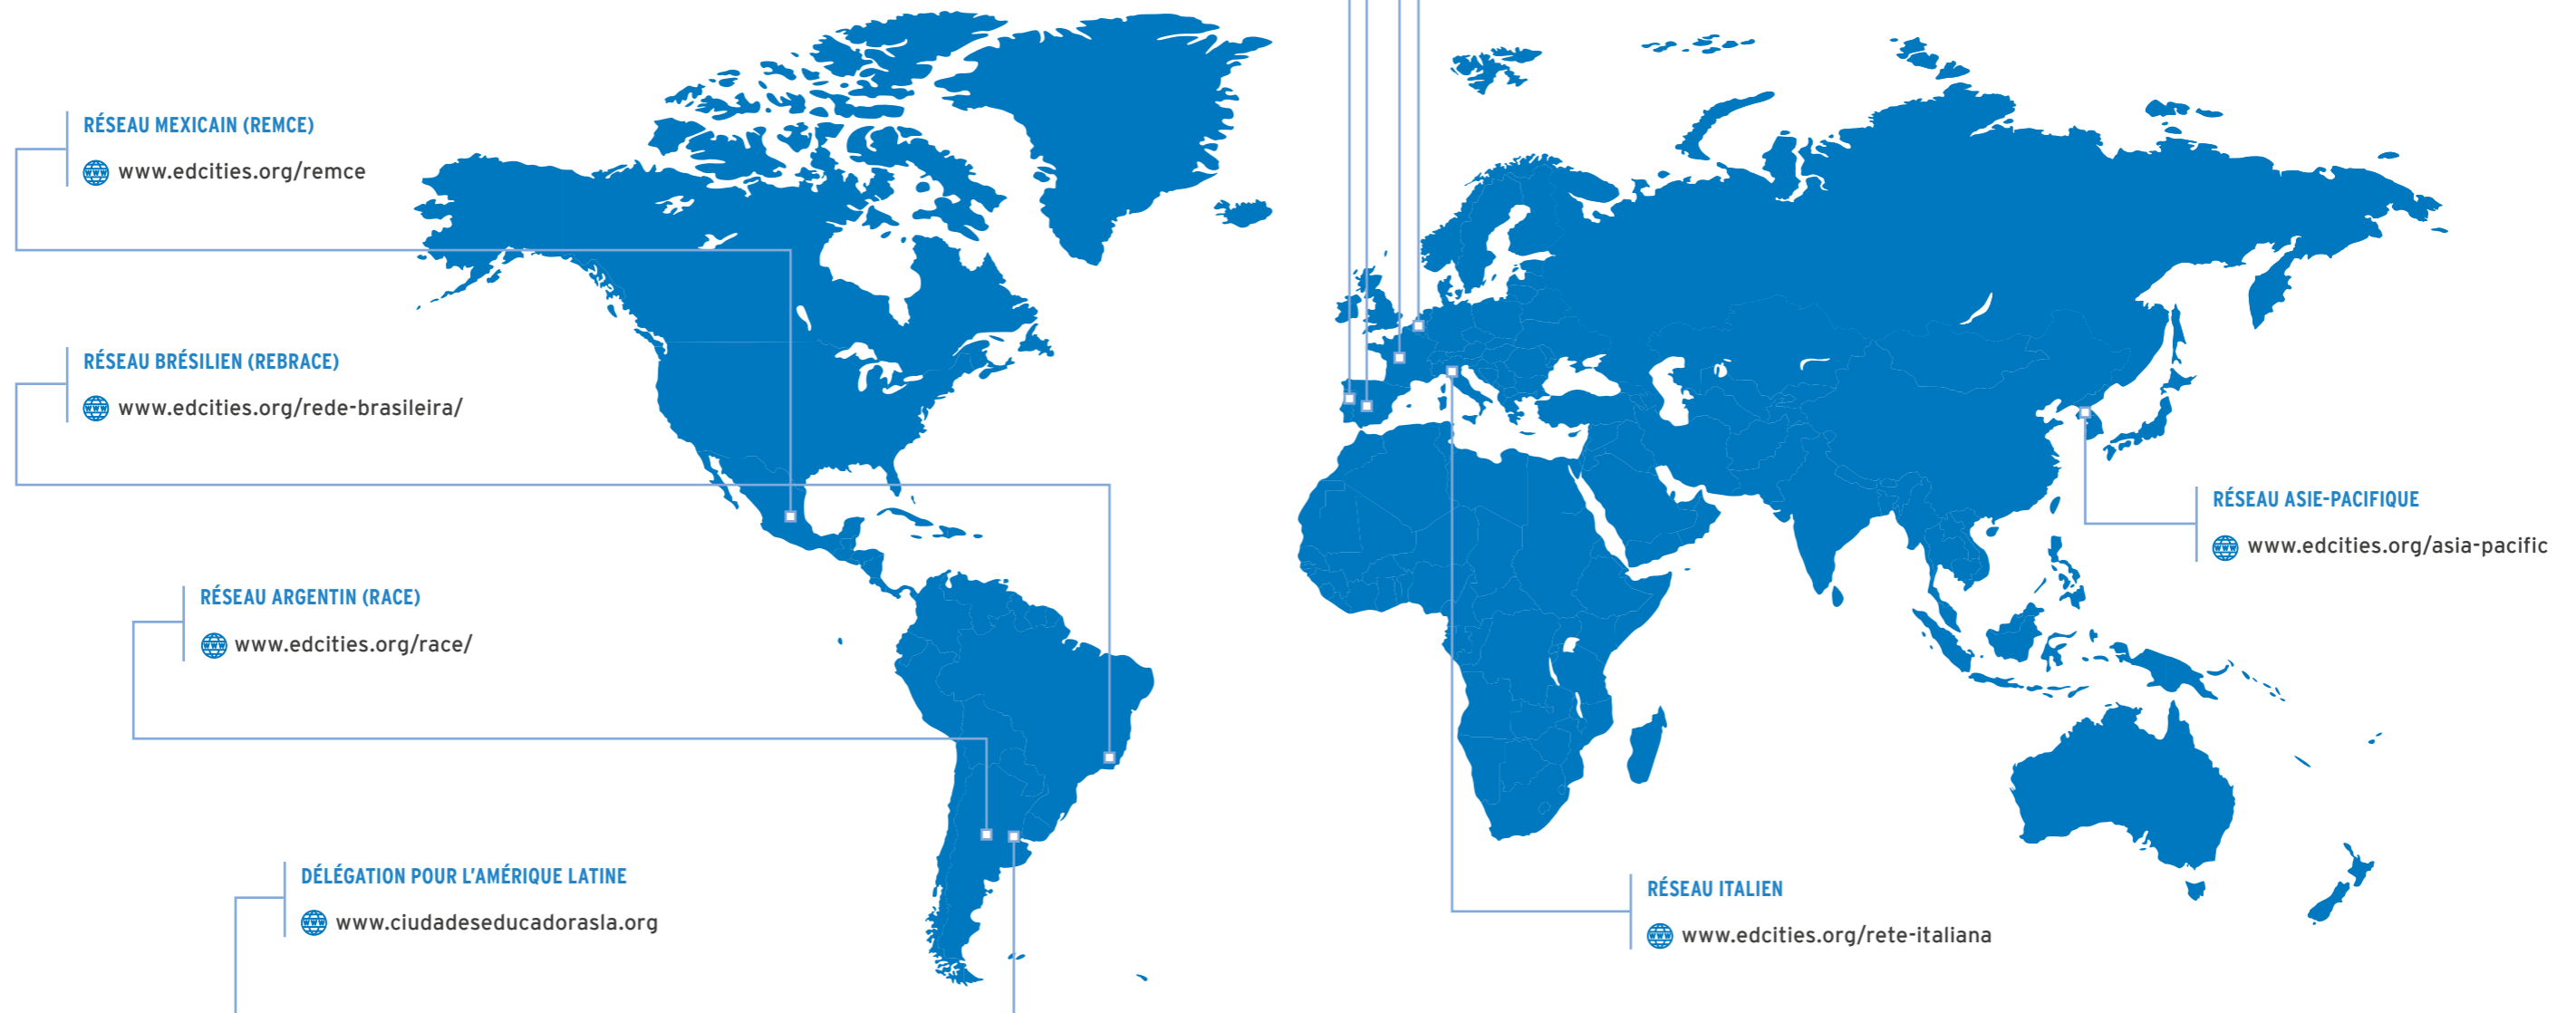 RÉSEAU MEXICAIN (REMCE)
www.edcities.org/remce
RÉSEAU BRÉSILIEN (REBRACE)
www.edcities.org/rede-brasileira/
RÉSEAU ARGENTIN (RACE)
www.edcities.org/race/
DÉLÉGATION POUR L'AMÉRIQUE LATINE
www.ciudadeseducadorasla.org
RÉSEAU ASIE-PACIFIQUE
www.edcities.org/asia-pacific
RÉSEAU ITALIEN
www.edcities.org/rete-italiana